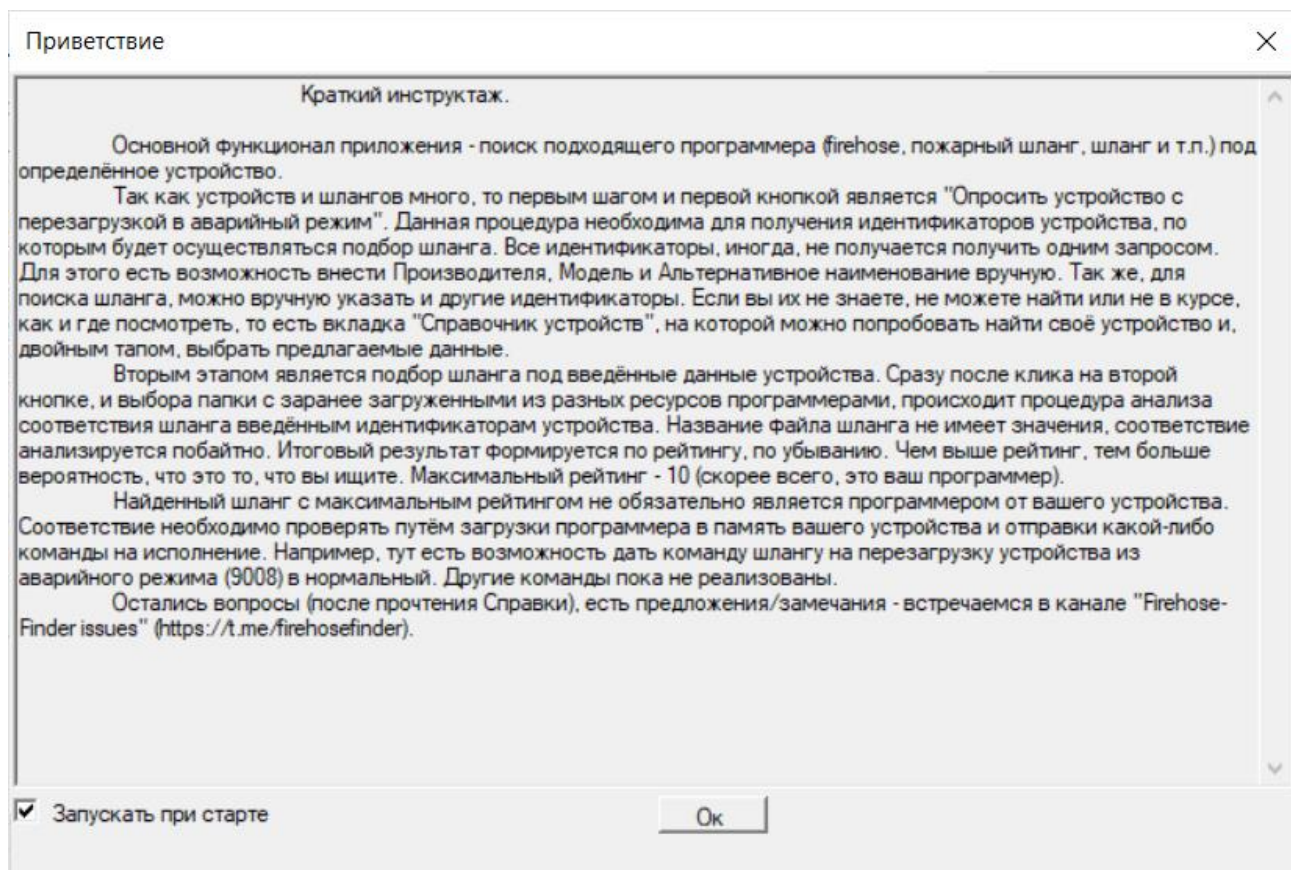 Приветствие
Краткий инструктаж.
Основной функционал приложения - поиск подходящего программера (firehose, пожарный шланг, шланг и т.п.) под
определённое устройство.
Так как устройств и шлангов много, то первым шагом и первой кнопкой является "Опросить устройство с
перезагрузкой в аварийный режим". Данная процедура необходима для получения идентификаторов устройства, по
которым будет осуществляться подбор шланга. Все идентификаторы, иногда, не получается получить одним запросом.
Для этого есть возможность внести Производителя, Модель и Альтернативное наименование вручную. Так же, для
поиска шланга, можно вручную указать и другие идентификаторы. Если вы их не знаете, не можете найти или не в курсе,
как и где посмотреть, то есть вкладка "Справочник устройств", на которой можно попробовать найти своё устройство и,
двойным тапом, выбрать предлагаемые данные.
Вторым этапом является подбор шланга под введённые данные устройства. Сразу после клика на второй
кнопке, и выбора папки с заранее загруженными из разных ресурсов программерами, происходит процедура анализа
соответствия шланга введённым идентификаторам устройства. Название файла шланга не имеет значения, соответствие
анализируется побайтно. Итоговый результат формируется по рейтингу, по убыванию. Чем выше рейтинг, тем больше
вероятность, что это то, что вы ищите. Максимальный рейтинг - 10 (скорее всего, это ваш программер).
Найденный шланг с максимальным рейтингом не обязательно является программером от вашего устройства.
Соответствие необходимо проверять путём загрузки программера в память вашего устройства и отправки какой-либо
команды на исполнение. Например, тут есть возможность дать команду шлангу на перезагрузку устройства из
аварийного режима (9008) в нормальный. Другие команды пока не реализованы.
Остались вопросы (после прочтения Справки), есть предложения/замечания - встречаемся в канале "Firehose-
Finder issues" (https://t.me/firehosefinder).
Запускать при старте
Ок